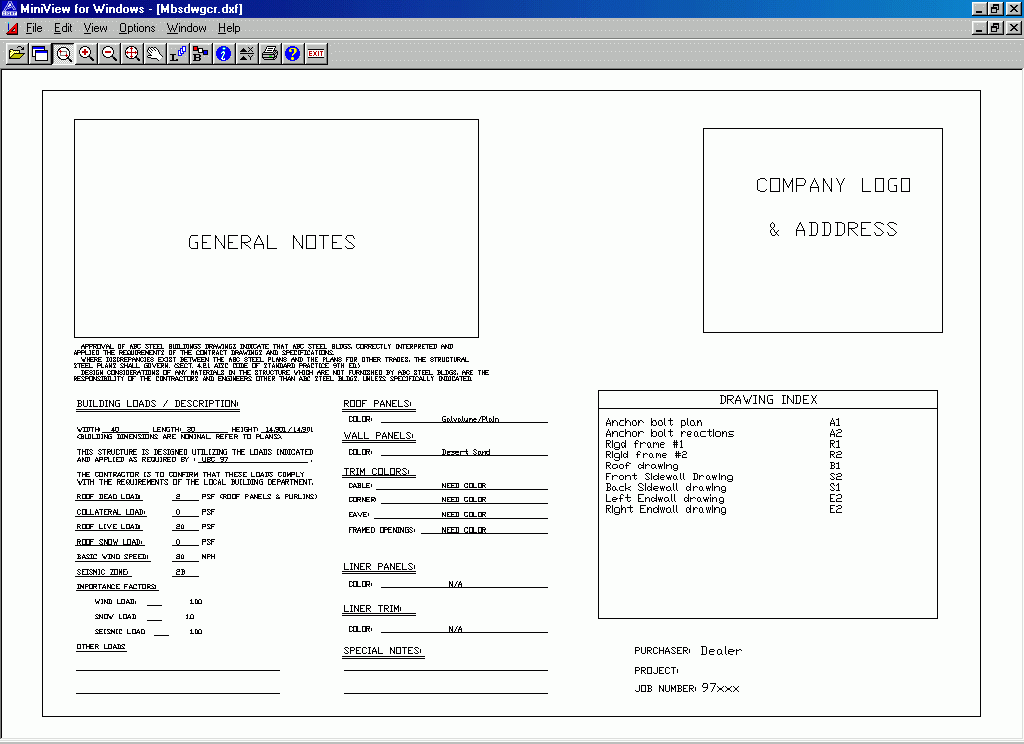 MiniView for Windows - [Mbsdwgcr.dxf]
File Edit View Options Window Help
EXIT
GENERAL NOTES
COMPANY LOGO
& ADDDRESS
APPROVAL OF ABC STEEL BUILDINGS DRAWINGS INDICATE THAT ABC STEEL BLDGS. CORRECTLY INTERPRETED AND
APPLIED THE REQUIREMENTS OF THE CONTRACT DRAWINGS AND SPECIFICATIONS.
WHERE DISCREPANCIES EXIST BETWEEN THE ABC STEEL PLANS AND THE PLANS FOR OTHER TRADES, THE STRUCTURAL
STEEL PLANS SHALL GOVERN. (SECT. 4.2.1 AISC CODE OF STANDARD PRACTICE 9TH ED.)
DESIGN CONSIDERATIONS OF ANY MATERIALS IN THE STRUCTURE WHICH ARE NOT FURNISHED BY ABC STEEL BLDGS. ARE THE
RESPONSIBILITY OF THE CONTRACTORS AND ENGINEERS OTHER THAN ABC STEEL BLDGS. UNLESS SPECIFICALLY INDICATED.
BUILDING LOADS / DESCRIPTION:
WIDTH: 40 LENGTH: 20 HEIGHT: 14.901/14.901
(BUILDING DIMENSIONS ARE NOMINAL REFER TO PLANS).
THIS STRUCTURE IS DESIGNED UTILIZING THE LOADS INDICATED
AND APPLIED AS REQUIRED BY : UBC 97 .
THE CONTRACTOR IS TO CONFIRM THAT THESE LOADS COMPLY
WITH THE REQUIREMENTS OF THE LOCAL BUILDING DEPARTMENT.
ROOF DEAD LOAD: 2 PSF (ROOF PANELS & PURLINS)
COLLATERAL LOAD: 0 PSF
ROOF LIVE LOAD: 20 PSF
ROOF SNOW LOAD: 0 PSF
BASIC WIND SPEED: 80 MPH
SEISMIC ZONE: 2B
IMPORTANCE FACTORS:
WIND LOAD: 1.00
SNOW LOAD 1.0
SEISMIC LOAD 1.00
OTHER LOADS
ROOF PANELS:
COLOR: Galvalume/Plain
WALL PANELS:
COLOR: Desert Sand
TRIM COLORS:
GABLE: NEED COLOR
CORNER: NEED COLOR
EAVE: NEED COLOR
FRAMED OPENINGS: NEED COLOR
LINER PANELS:
COLOR: N/A
LINER TRIM:
COLOR: N/A
SPECIAL NOTES:
DRAWING INDEX
Anchor bolt plan A1
Anchor bolt reactions A2
Rigd frame #1 R1
Rigid frame #2 R2
Roof drawing B1
Front Sidewall Drawing S2
Back Sidewall drawing S1
Left Endwall drawing E2
Right Endwall drawing E2
PURCHASER: Dealer
PROJECT:
JOB NUMBER: 97xxx